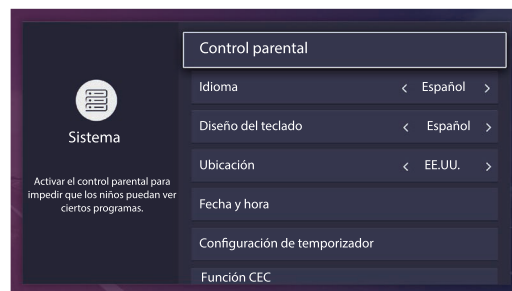 Control parental
Sistema
Activar el control parental para
impedir que los niños puedan ver
ciertos programas.
Idioma < Español >
Diseño del teclado < Español >
Ubicación < EE.UU. >
Fecha y hora
Configuración de temporizador
Función CEC